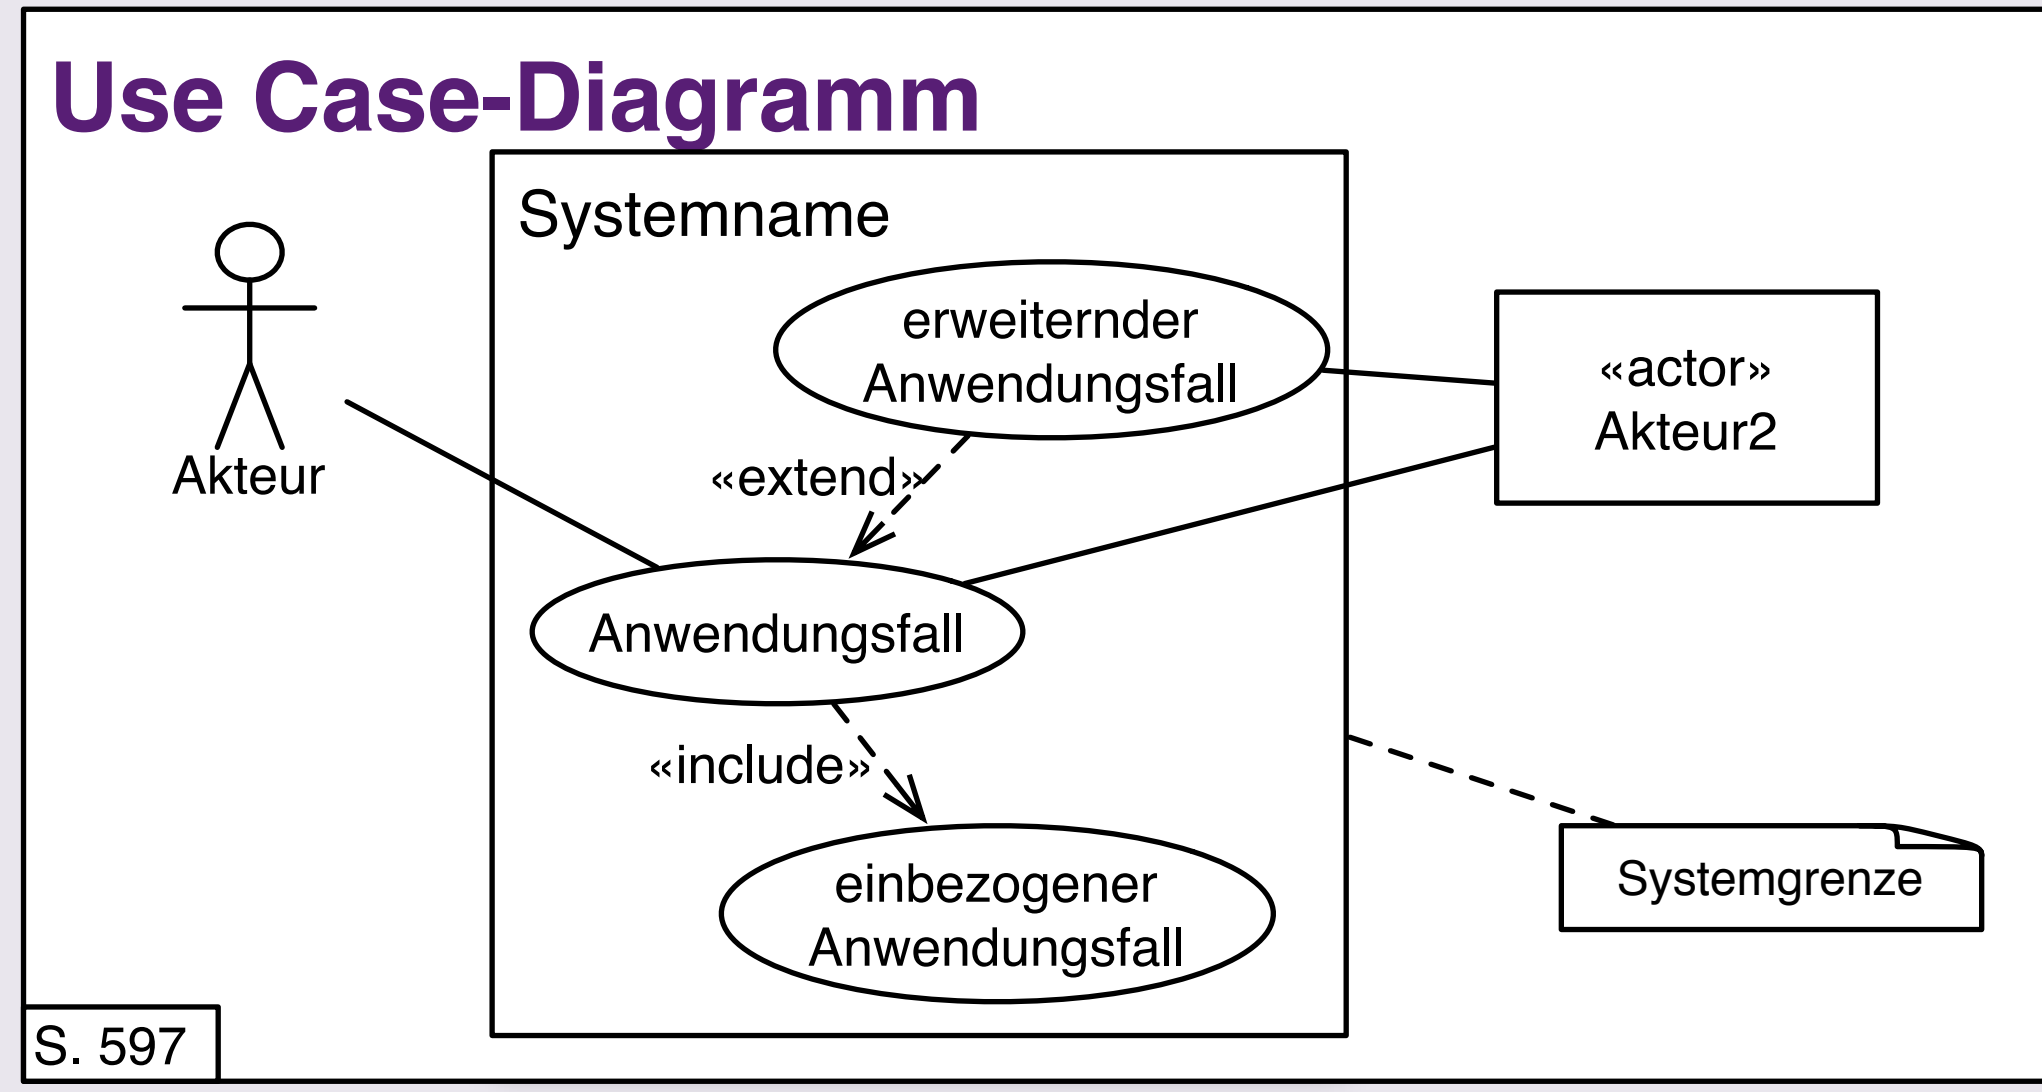 Use Case-Diagramm
Systemname
erweiternder
Anwendungsfall
«actor»
Akteur2
Akteur
«extend»
Anwendungsfall
«include»
einbezogener
Anwendungsfall
Systemgrenze
S. 597